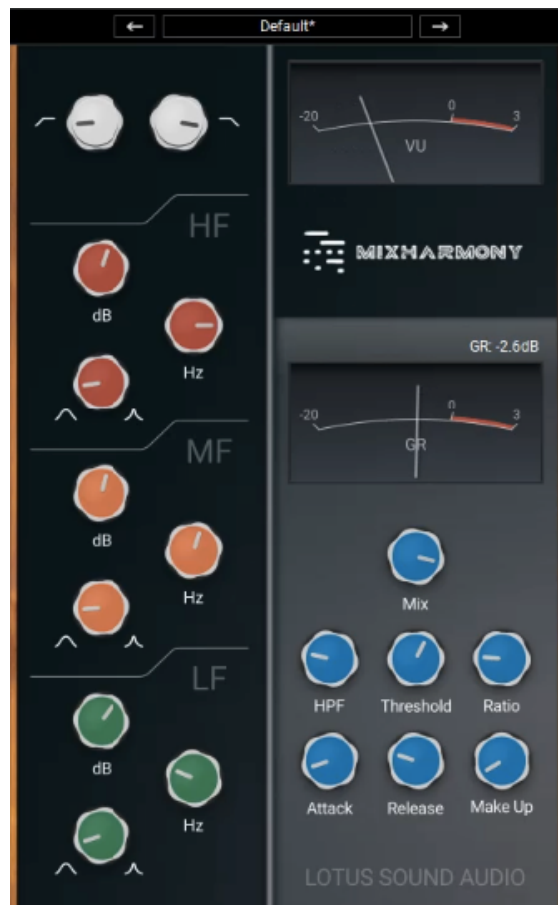 ← Default* →
-20 0 3
VU
HF
MIXHARMONY
dB
Hz
GR: -2.6dB
-20 0 3
GR
MF
dB
Hz
Mix
LF
HPF Threshold Ratio
dB
Hz
Attack Release Make Up
LOTUS SOUND AUDIO